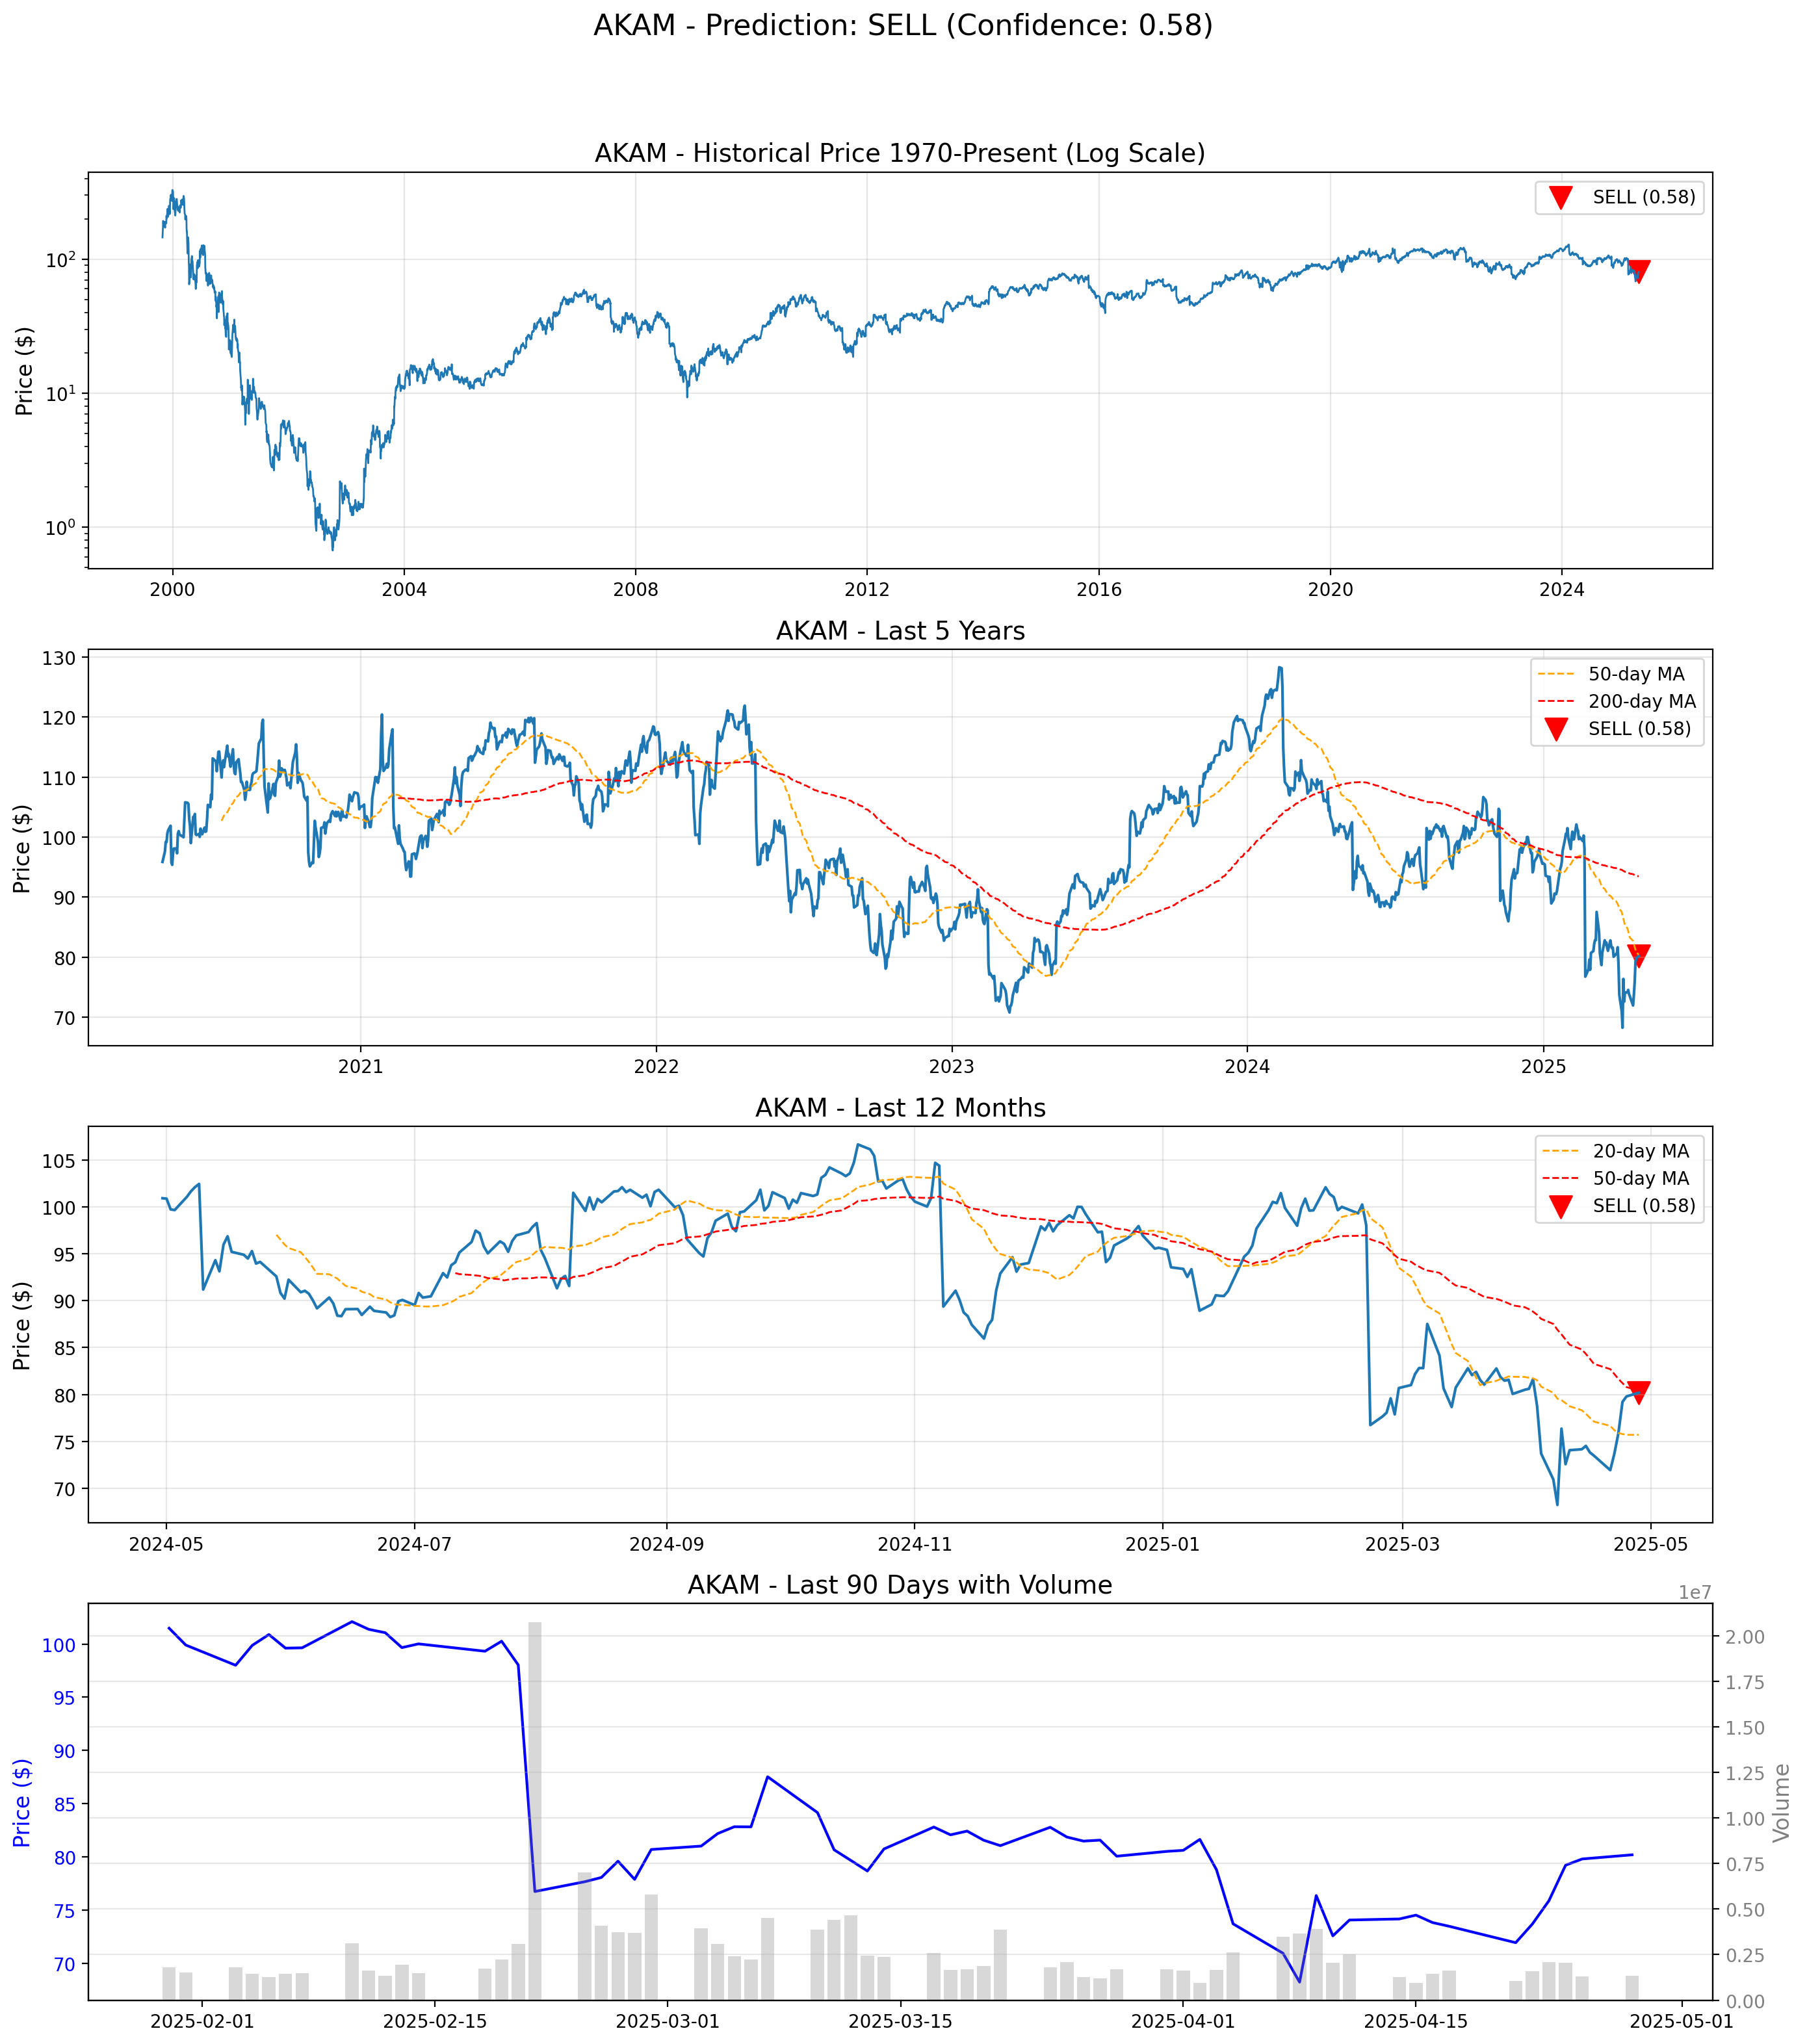 AKAM - Prediction: SELL (Confidence: 0.58)
AKAM - Historical Price 1970-Present (Log Scale)
SELL (0.58)
Price ($)
10²
10¹
10⁰
2000 2004 2008 2012 2016 2020 2024
AKAM - Last 5 Years
50-day MA
200-day MA
SELL (0.58)
Price ($)
130
120
110
100
90
80
70
2021 2022 2023 2024 2025
AKAM - Last 12 Months
20-day MA
50-day MA
SELL (0.58)
Price ($)
105
100
95
90
85
80
75
70
2024-05 2024-07 2024-09 2024-11 2025-01 2025-03 2025-05
AKAM - Last 90 Days with Volume
1e7
Price ($)
100
95
90
85
80
75
70
2.00
1.75
1.50
1.25
1.00
0.75
0.50
0.25
0.00
Volume
2025-02-01 2025-02-15 2025-03-01 2025-03-15 2025-04-01 2025-04-15 2025-05-01